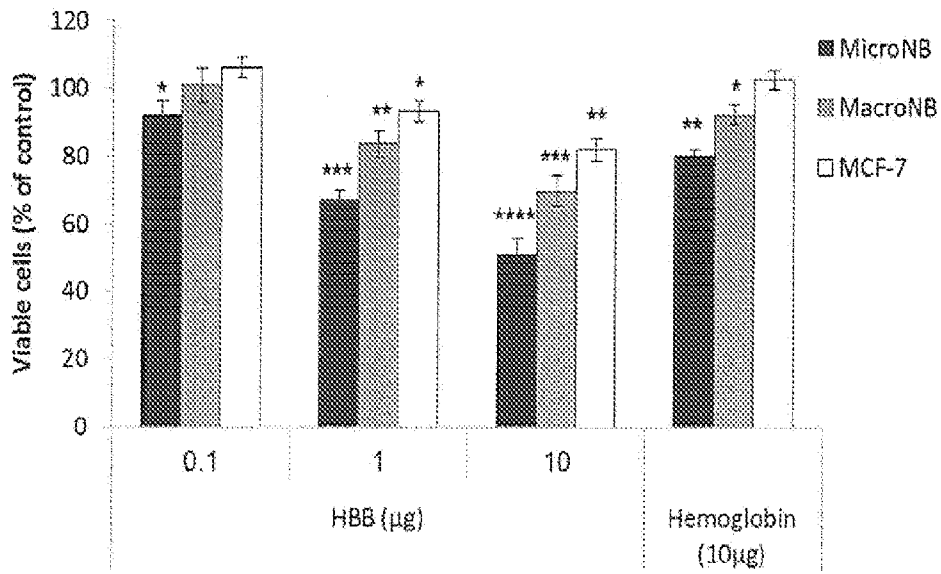 120
100
80
60
40
20
0
Viable cells (% of control)
*
***
**
*
****
***
**
**
*
MicroNB
MacroNB
MCF-7
0.1
1
10
HBB (µg)
Hemoglobin
(10µg)